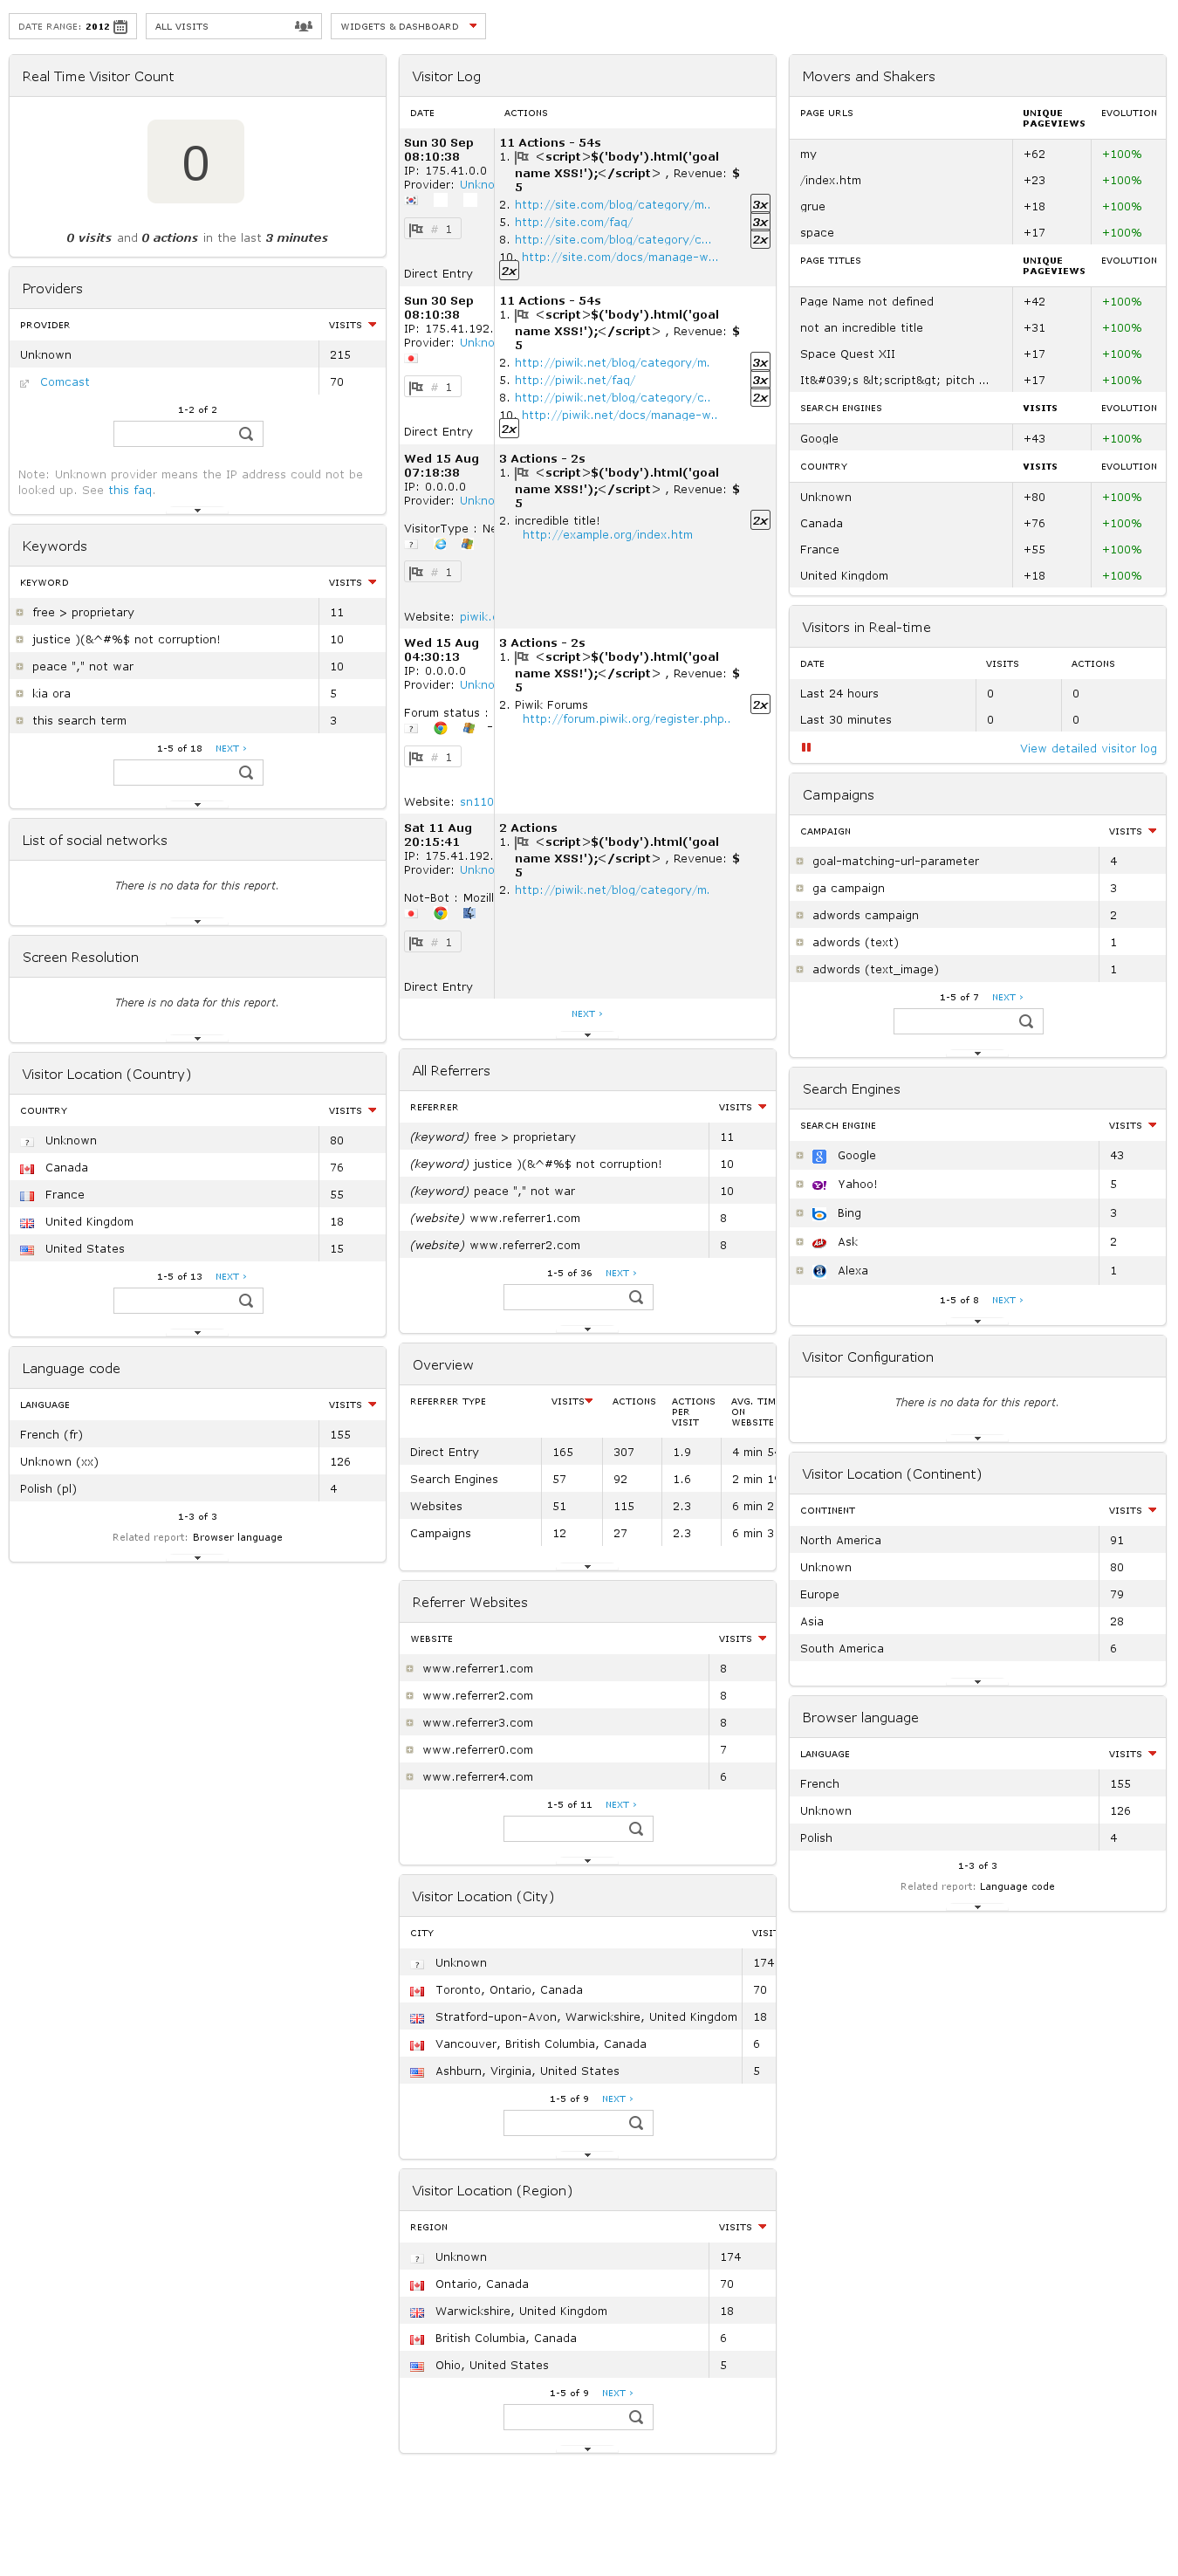 DATE RANGE: 2012
ALL VISITS
WIDGETS & DASHBOARD
Real Time Visitor Count
0
0 visits and 0 actions in the last 3 minutes
Providers
PROVIDER VISITS
Unknown 215
Comcast 70
1-2 of 2
Note: Unknown provider means the IP address could not be
looked up. See this faq.
Keywords
KEYWORD VISITS
free > proprietary 11
justice )(&^#%$ not corruption! 10
peace "," not war 10
kia ora 5
this search term 3
1-5 of 18 NEXT ›
List of social networks
There is no data for this report.
Screen Resolution
There is no data for this report.
Visitor Location (Country)
COUNTRY VISITS
Unknown 80
Canada 76
France 55
United Kingdom 18
United States 15
1-5 of 13 NEXT ›
Language code
LANGUAGE VISITS
French (fr) 155
Unknown (xx) 126
Polish (pl) 4
1-3 of 3
Related report: Browser language
Visitor Log
DATE ACTIONS
Sun 30 Sep
08:10:38
IP: 175.41.0.0
Provider: Unkno
# 1
Direct Entry
11 Actions - 54s
1. <script>$('body').html('goal
name XSS!');</script> , Revenue: $
5
2. http://site.com/blog/category/m.. 3x
5. http://site.com/faq/ 3x
8. http://site.com/blog/category/c... 2x
10. http://site.com/docs/manage-w...
2x
Sun 30 Sep
08:10:38
IP: 175.41.192.
Provider: Unkno
# 1
Direct Entry
11 Actions - 54s
1. <script>$('body').html('goal
name XSS!');</script> , Revenue: $
5
2. http://piwik.net/blog/category/m. 3x
5. http://piwik.net/faq/ 3x
8. http://piwik.net/blog/category/c.. 2x
10. http://piwik.net/docs/manage-w..
2x
Wed 15 Aug
07:18:38
IP: 0.0.0.0
Provider: Unkno
VisitorType : Ne
# 1
Website: piwik.
3 Actions - 2s
1. <script>$('body').html('goal
name XSS!');</script> , Revenue: $
5
2. incredible title! 2x
http://example.org/index.htm
Wed 15 Aug
04:30:13
IP: 0.0.0.0
Provider: Unkno
Forum status :
-
# 1
Website: sn110
3 Actions - 2s
1. <script>$('body').html('goal
name XSS!');</script> , Revenue: $
5
2. Piwik Forums 2x
http://forum.piwik.org/register.php..
Sat 11 Aug
20:15:41
IP: 175.41.192.
Provider: Unkno
Not-Bot : Mozill
# 1
Direct Entry
2 Actions
1. <script>$('body').html('goal
name XSS!');</script> , Revenue: $
5
2. http://piwik.net/blog/category/m.
NEXT ›
All Referrers
REFERRER VISITS
(keyword) free > proprietary 11
(keyword) justice )(&^#%$ not corruption! 10
(keyword) peace "," not war 10
(website) www.referrer1.com 8
(website) www.referrer2.com 8
1-5 of 36 NEXT ›
Overview
REFERRER TYPE VISITS ACTIONS ACTIONS PER VISIT AVG. TIM ON WEBSITE
Direct Entry 165 307 1.9 4 min 5
Search Engines 57 92 1.6 2 min 1
Websites 51 115 2.3 6 min 2
Campaigns 12 27 2.3 6 min 3
Referrer Websites
WEBSITE VISITS
www.referrer1.com 8
www.referrer2.com 8
www.referrer3.com 8
www.referrer0.com 7
www.referrer4.com 6
1-5 of 11 NEXT ›
Visitor Location (City)
CITY VISIT
Unknown 174
Toronto, Ontario, Canada 70
Stratford-upon-Avon, Warwickshire, United Kingdom 18
Vancouver, British Columbia, Canada 6
Ashburn, Virginia, United States 5
1-5 of 9 NEXT ›
Visitor Location (Region)
REGION VISITS
Unknown 174
Ontario, Canada 70
Warwickshire, United Kingdom 18
British Columbia, Canada 6
Ohio, United States 5
1-5 of 9 NEXT ›
Movers and Shakers
PAGE URLS UNIQUE PAGEVIEWS EVOLUTION
my +62 +100%
/index.htm +23 +100%
grue +18 +100%
space +17 +100%
PAGE TITLES UNIQUE PAGEVIEWS EVOLUTION
Page Name not defined +42 +100%
not an incredible title +31 +100%
Space Quest XII +17 +100%
It&#039;s &lt;script&gt; pitch ... +17 +100%
SEARCH ENGINES VISITS EVOLUTION
Google +43 +100%
COUNTRY VISITS EVOLUTION
Unknown +80 +100%
Canada +76 +100%
France +55 +100%
United Kingdom +18 +100%
Visitors in Real-time
DATE VISITS ACTIONS
Last 24 hours 0 0
Last 30 minutes 0 0
View detailed visitor log
Campaigns
CAMPAIGN VISITS
goal-matching-url-parameter 4
ga campaign 3
adwords campaign 2
adwords (text) 1
adwords (text_image) 1
1-5 of 7 NEXT ›
Search Engines
SEARCH ENGINE VISITS
Google 43
Yahoo! 5
Bing 3
Ask 2
Alexa 1
1-5 of 8 NEXT ›
Visitor Configuration
There is no data for this report.
Visitor Location (Continent)
CONTINENT VISITS
North America 91
Unknown 80
Europe 79
Asia 28
South America 6
Browser language
LANGUAGE VISITS
French 155
Unknown 126
Polish 4
1-3 of 3
Related report: Language code